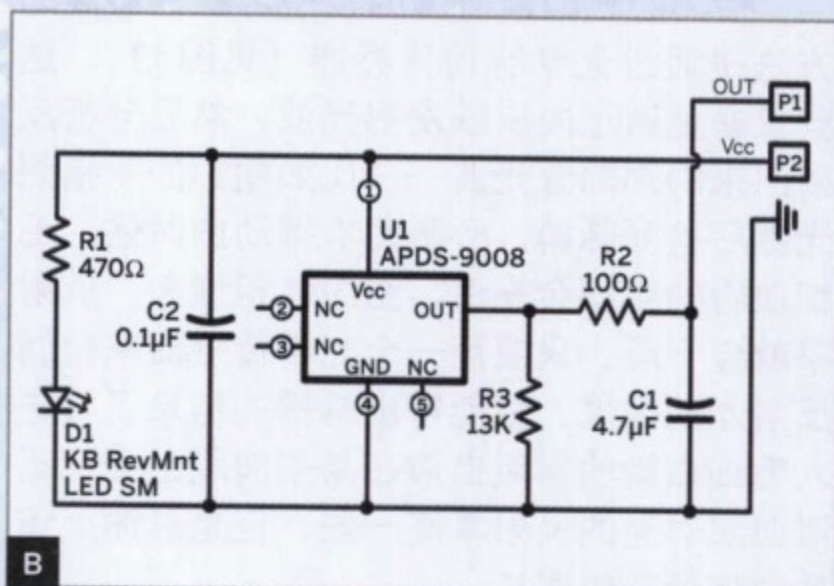 OUT
P1
Vcc
P2
①
R1
470Ω
U1
APDS-9008
R2
100Ω
Vcc
② NC
OUT
C2
0.1µF
③ NC
GND NC
④ ⑤
R3
13K
C1
4.7µF
D1
KB RevMnt
LED SM
B